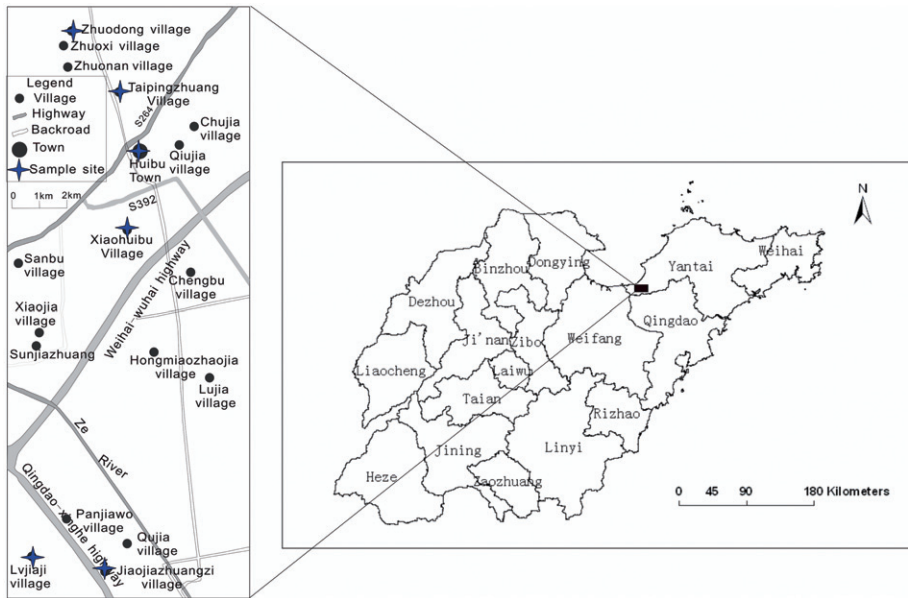 Zhuodong village
Zhuoxi village
Zhuonan village
Legend
Village
Highway
Backroad
Town
Sample site
0 1km 2km
Taipingzhuang
Village
S264
Chujia
village
Qiujia
village
Huibu
Town
S392
Xiaohuibu
Village
Sanbu
village
Weihai-wuhai highway
Chengbu
village
Xiaojia
village
Sunjiazhuang
Hongmiaozhaojia
village
Lujia
village
Ze
River
Qingdao-xinghe highway
Panjiawo
village
Qujia
village
Lvjiaji
village
Jiaojiazhuangzi
village
N
Weihai
Yantai
Dongying
Binzhou
Dezhou
Qingdao
Ji'nan
Zibo
Weifang
Liaocheng
Laiwu
Taian
Rizhao
Linyi
Jining
Heze
Zaozhuang
0 45 90 180 Kilometers